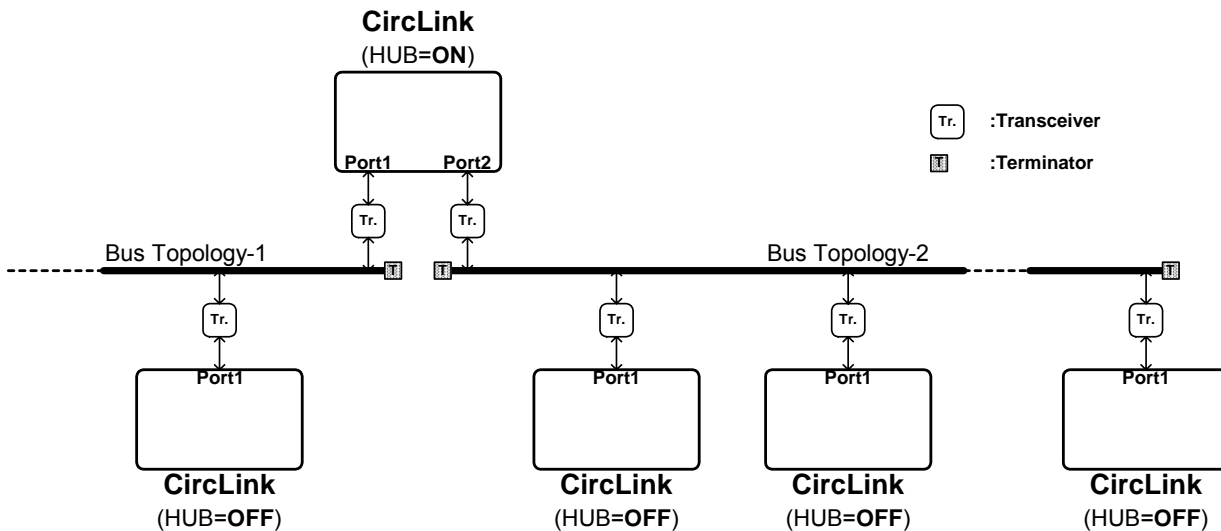 CircLink
(HUB=ON)
Port1 Port2
Tr. :Transceiver
T :Terminator
Tr. Tr.
Bus Topology-1 Bus Topology-2
T T T
Tr. Tr. Tr. Tr.
Port1 Port1 Port1 Port1
CircLink CircLink CircLink CircLink
(HUB=OFF) (HUB=OFF) (HUB=OFF) (HUB=OFF)